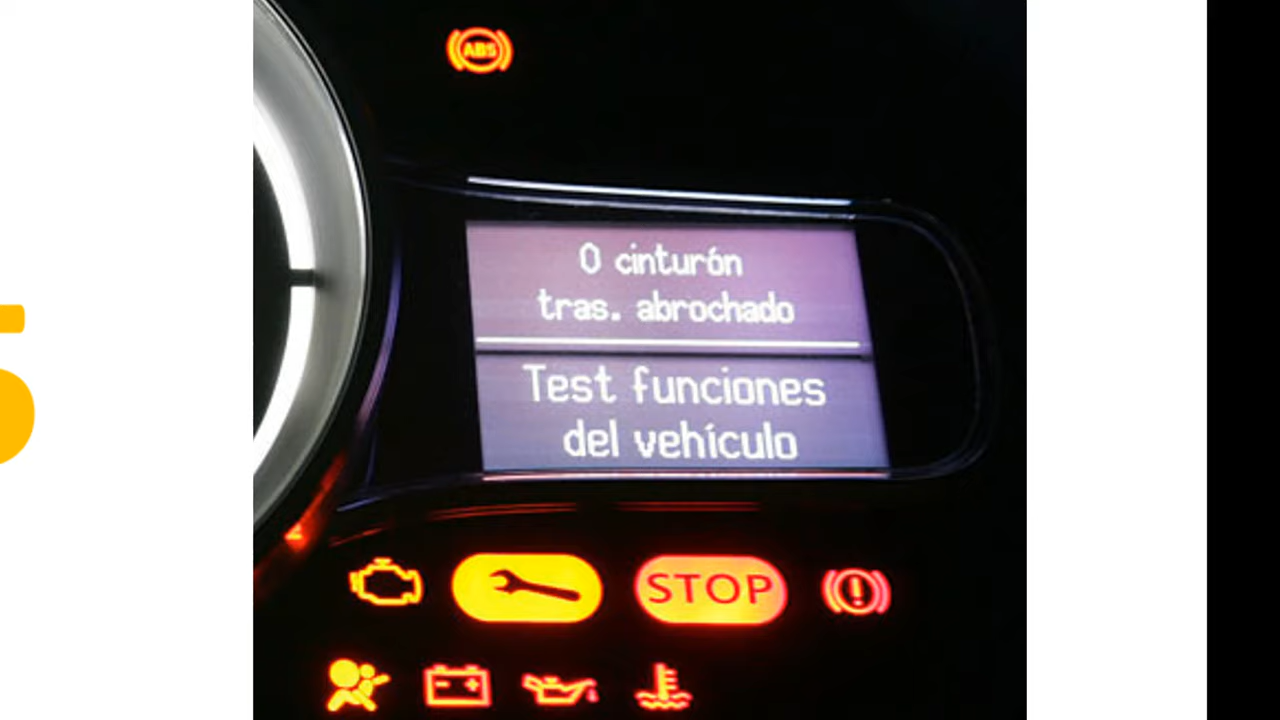 ABS
0 cinturón
tras. abrochado
Test funciones
del vehículo
STOP